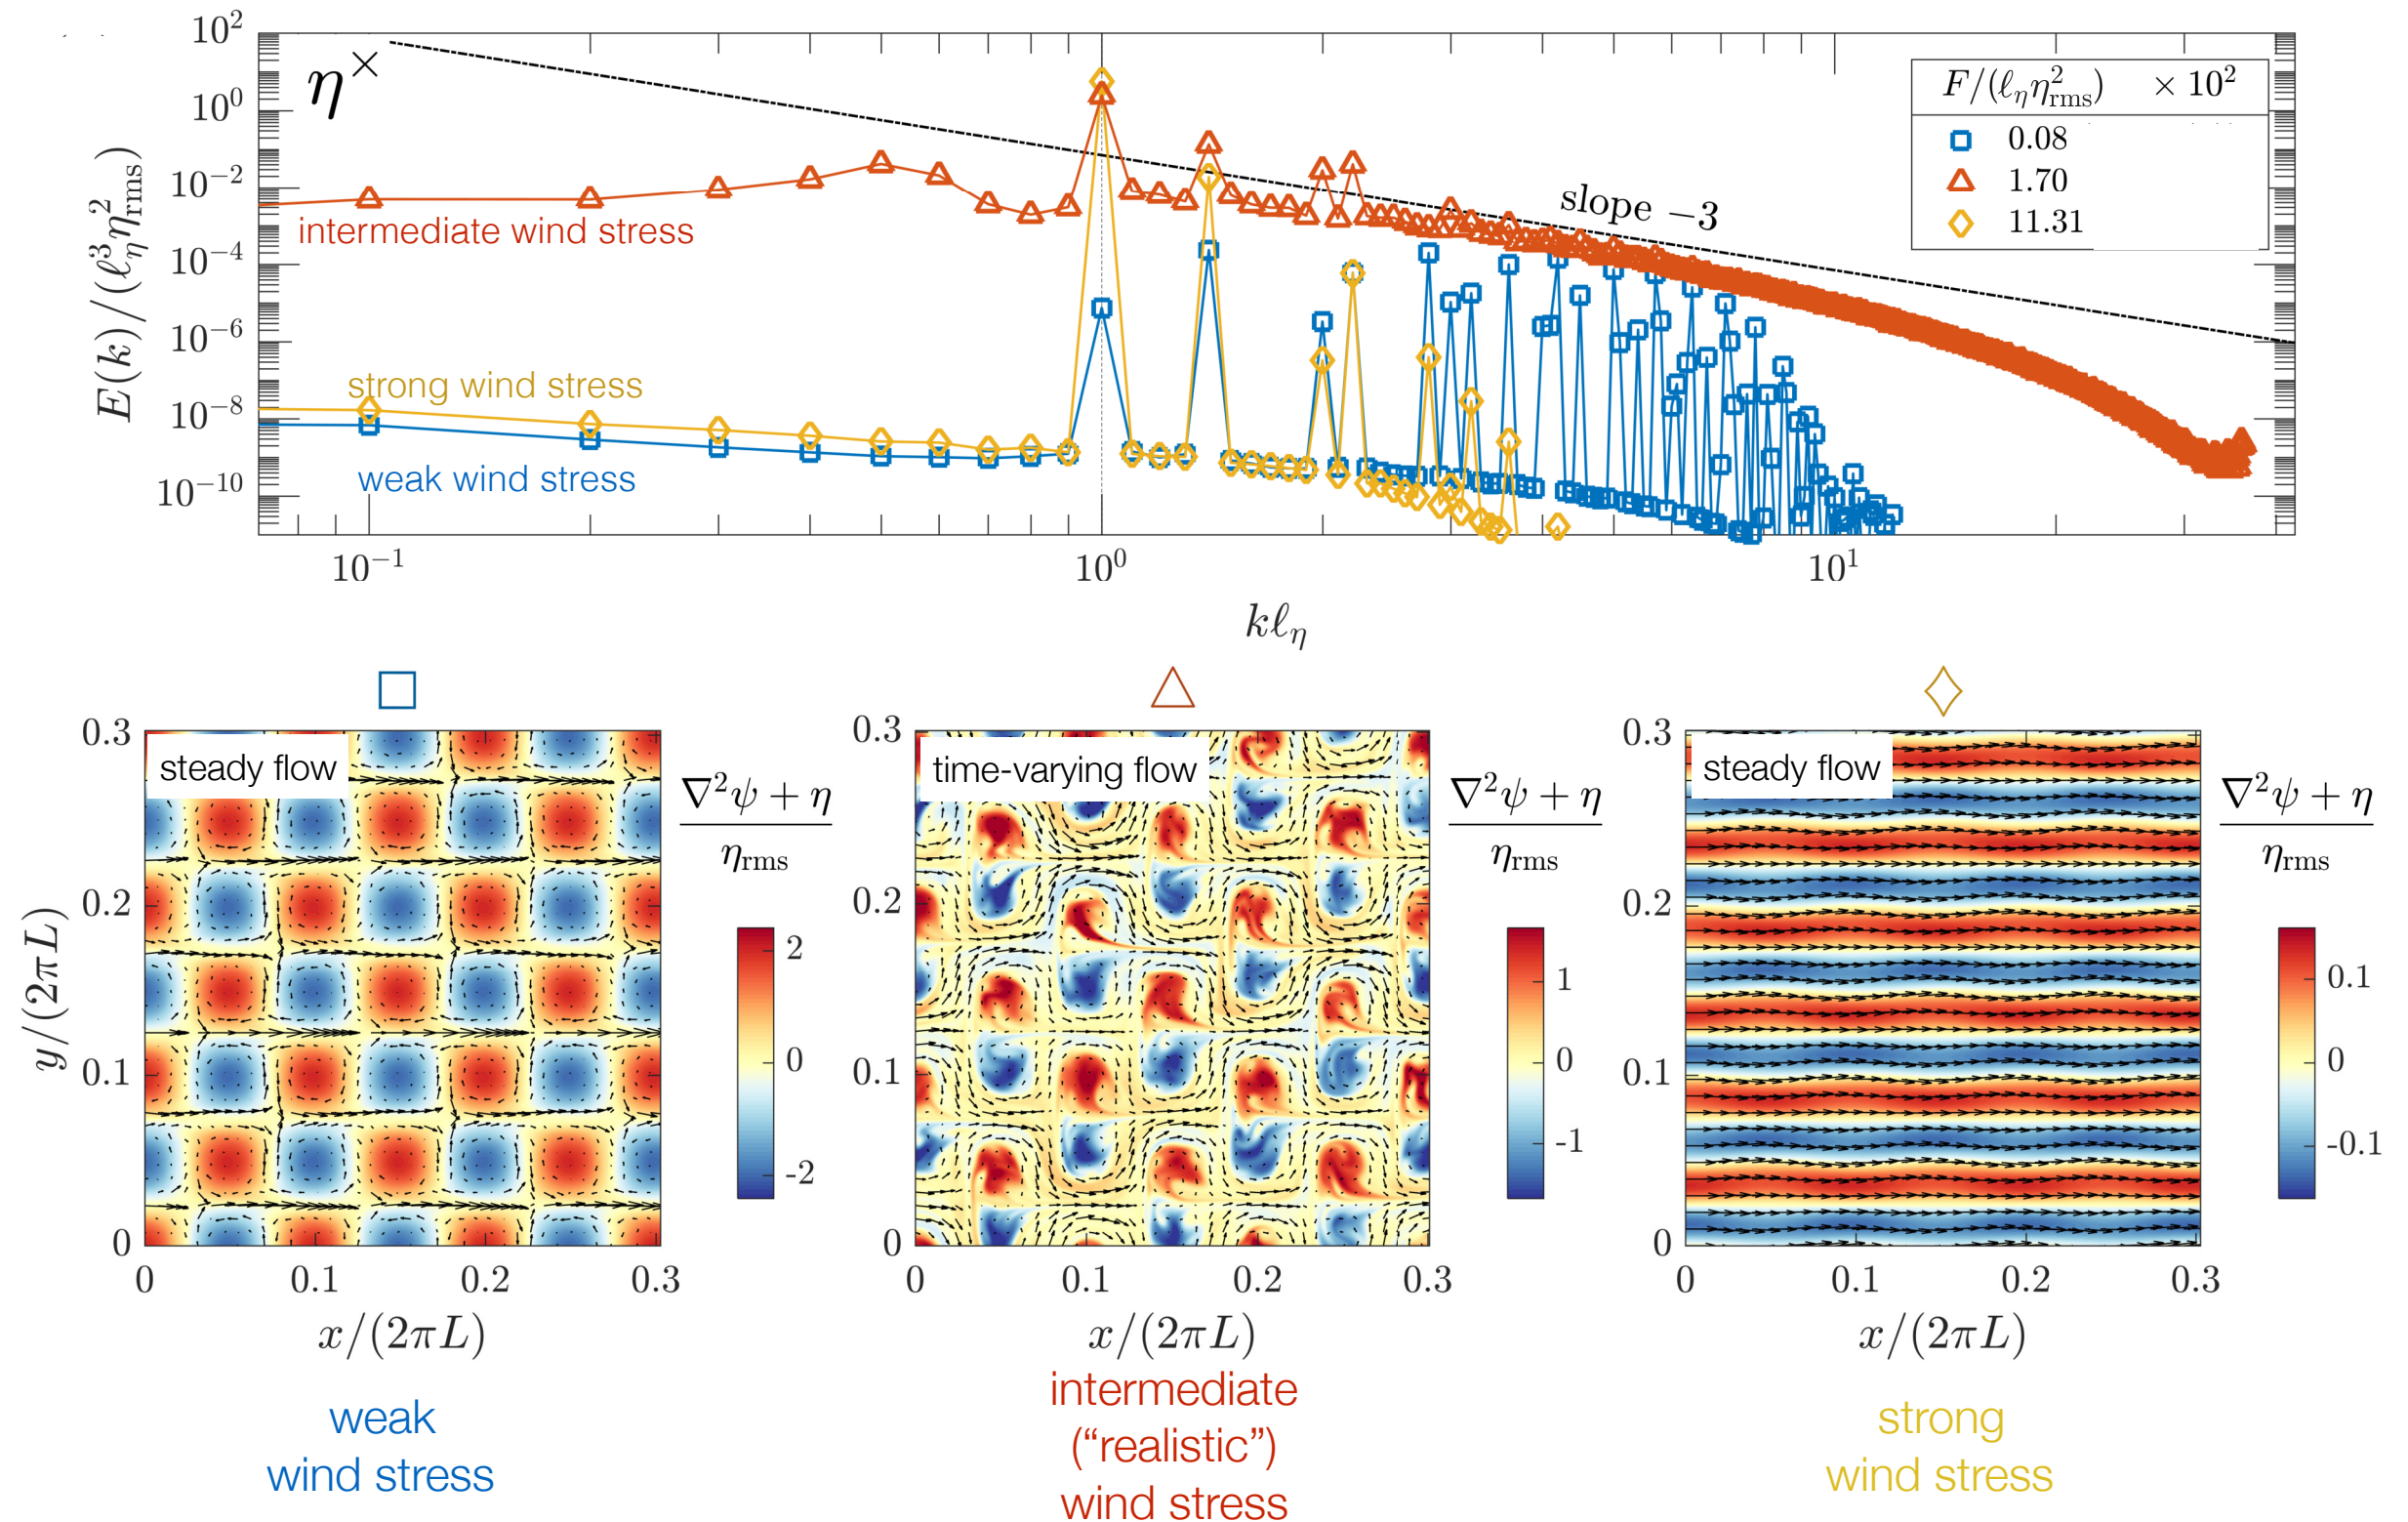 η×
E(k)/(ℓ_η^3 η_rms^2)
10^2
10^0
10^−2
10^−4
10^−6
10^−8
10^−10
intermediate wind stress
strong wind stress
weak wind stress
slope −3
F/(ℓ_η η_rms^2) × 10^2
0.08
1.70
11.31
10^−1 10^0 10^1
kℓ_η
steady flow
0.3
0.2
0.1
0
y/(2πL)
0 0.1 0.2 0.3
x/(2πL)
∇²ψ + η
η_rms
2
0
-2
weak
wind stress
time-varying flow
0.3
0.2
0.1
0
0 0.1 0.2 0.3
x/(2πL)
∇²ψ + η
η_rms
1
0
-1
intermediate
(“realistic”)
wind stress
steady flow
0.3
0.2
0.1
0
0 0.1 0.2 0.3
x/(2πL)
∇²ψ + η
η_rms
0.1
0
-0.1
strong
wind stress